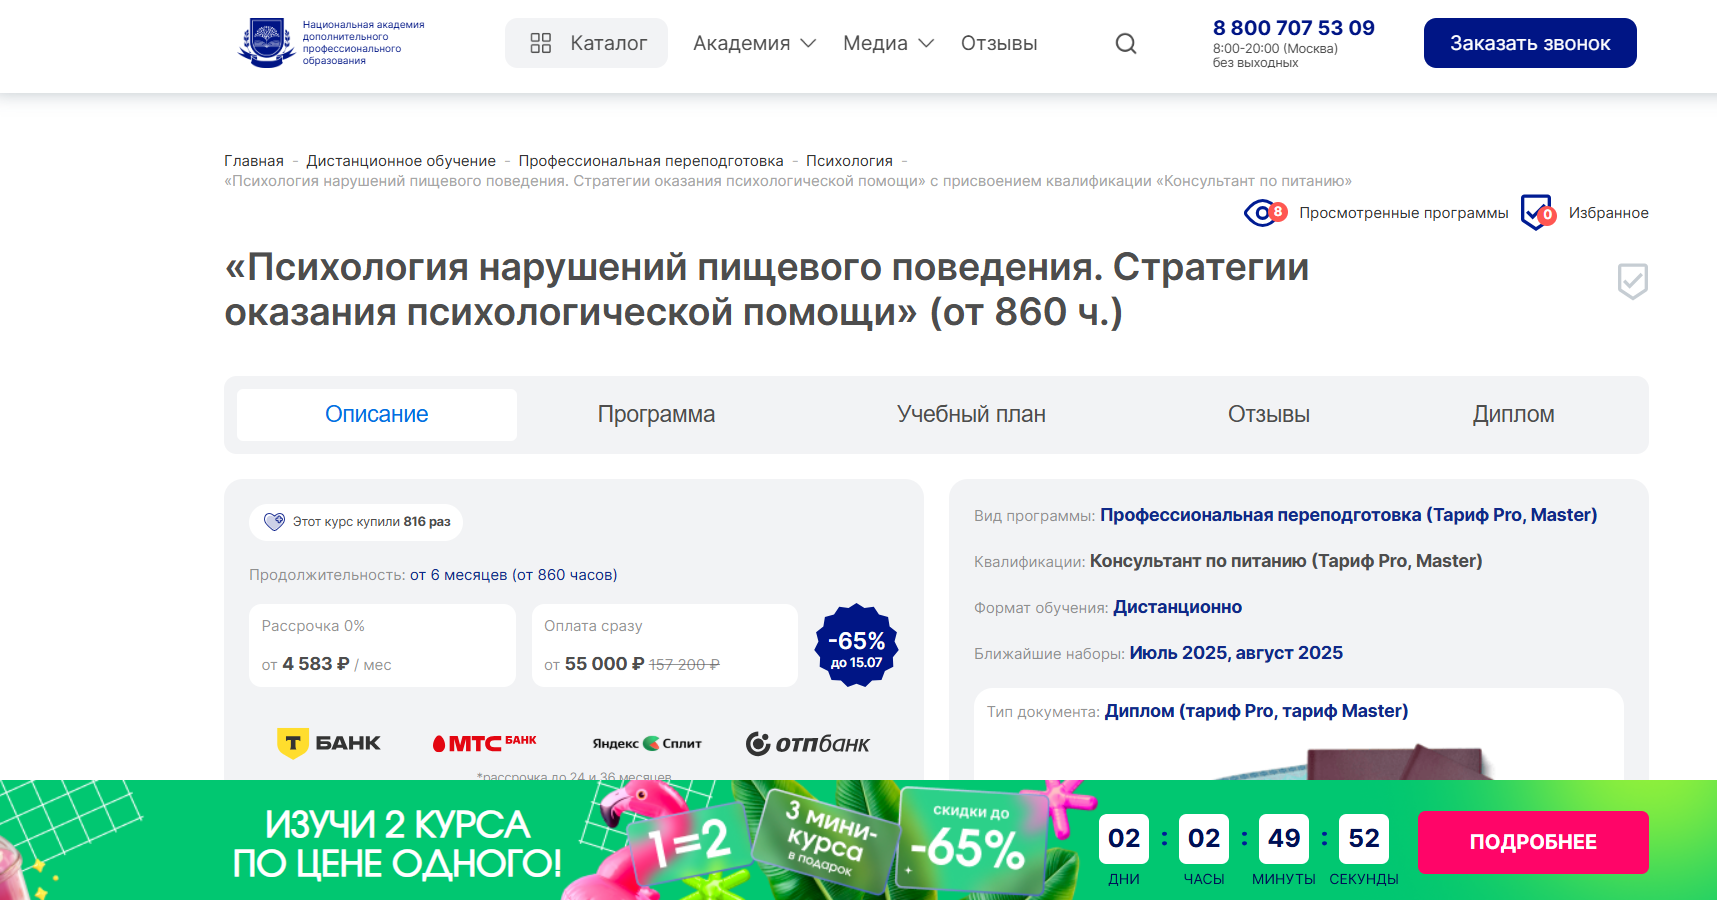 Национальная академия
дополнительного
профессионального
образования
Каталог
Академия
Медиа
Отзывы
8 800 707 53 09
8:00-20:00 (Москва)
без выходных
Заказать звонок
Главная - Дистанционное обучение - Профессиональная переподготовка - Психология -
«Психология нарушений пищевого поведения. Стратегии оказания психологической помощи» с присвоением квалификации «Консультант по питанию»
8 Просмотренные программы 0 Избранное
«Психология нарушений пищевого поведения. Стратегии
оказания психологической помощи» (от 860 ч.)
Описание
Программа
Учебный план
Отзывы
Диплом
Этот курс купили 816 раз
Продолжительность: от 6 месяцев (от 860 часов)
Рассрочка 0%
от 4 583 ₽ / мес
Оплата сразу
от 55 000 ₽ 157 200 ₽
-65%
до 15.07
Т БАНК
МТС БАНК
Яндекс Сплит
отпбанк
*рассрочка до 24 и 36 месяцев
Вид программы: Профессиональная переподготовка (Тариф Pro, Master)
Квалификации: Консультант по питанию (Тариф Pro, Master)
Формат обучения: Дистанционно
Ближайшие наборы: Июль 2025, август 2025
Тип документа: Диплом (тариф Pro, тариф Master)
ИЗУЧИ 2 КУРСА
ПО ЦЕНЕ ОДНОГО!
1=2
3 мини-
курса
в подарок
скидки до
-65%
02 : 02 : 49 : 52
ДНИ ЧАСЫ МИНУТЫ СЕКУНДЫ
ПОДРОБНЕЕ